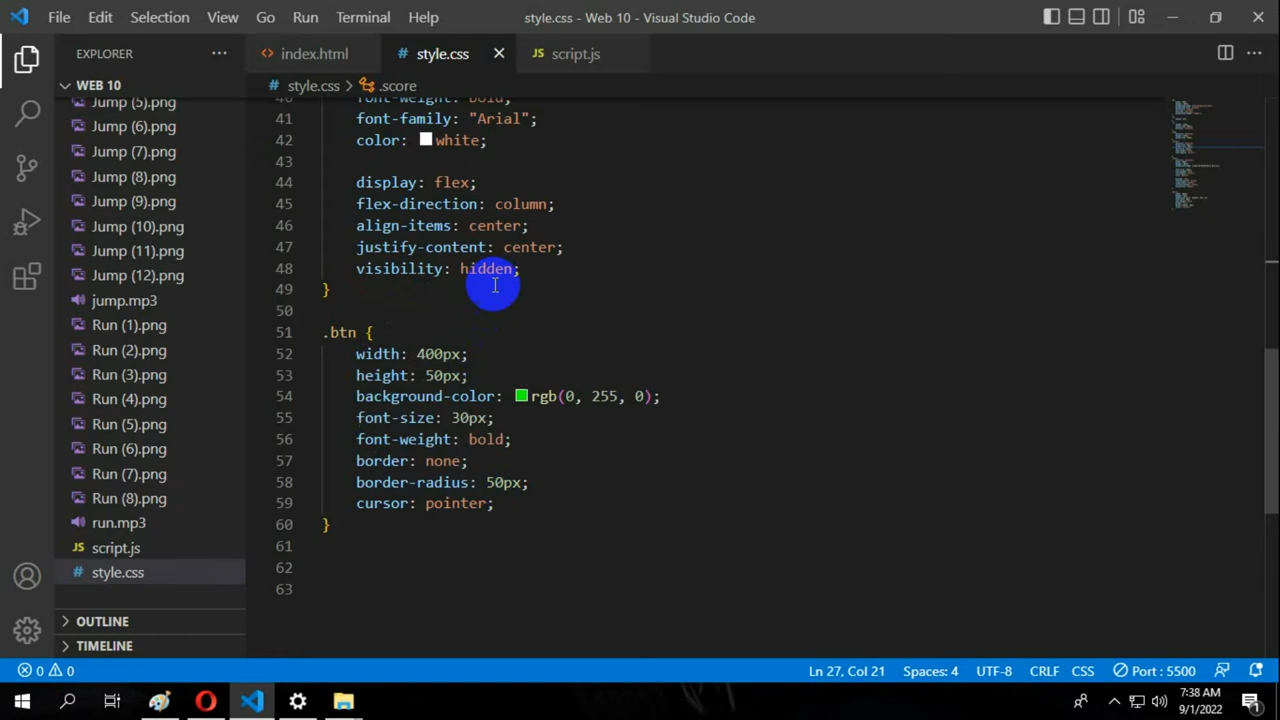 File Edit Selection View Go Run Terminal Help style.css - Web 10 - Visual Studio Code
EXPLORER
index.html
# style.css
JS script.js
WEB 10
# style.css > .score
Jump (5).png
Jump (6).png
Jump (7).png
Jump (8).png
Jump (9).png
Jump (10).png
Jump (11).png
Jump (12).png
jump.mp3
Run (1).png
Run (2).png
Run (3).png
Run (4).png
Run (5).png
Run (6).png
Run (7).png
Run (8).png
run.mp3
JS script.js
# style.css
OUTLINE
TIMELINE
40 font-weight: bold;
41 font-family: "Arial";
42 color: white;
43
44 display: flex;
45 flex-direction: column;
46 align-items: center;
47 justify-content: center;
48 visibility: hidden;
49 }
50
51 .btn {
52 width: 400px;
53 height: 50px;
54 background-color: rgb(0, 255, 0);
55 font-size: 30px;
56 font-weight: bold;
57 border: none;
58 border-radius: 50px;
59 cursor: pointer;
60 }
61
62
63
0 0 Ln 27, Col 21 Spaces: 4 UTF-8 CRLF CSS Port : 5500
7:38 AM
9/1/2022
1